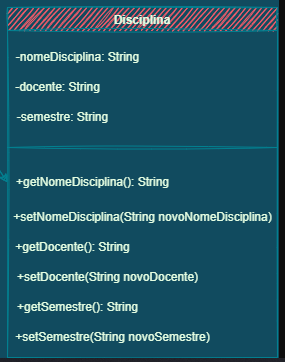 Disciplina
-nomeDisciplina: String
-docente: String
-semestre: String
+getNomeDisciplina(): String
+setNomeDisciplina(String novoNomeDisciplina)
+getDocente(): String
+setDocente(String novoDocente)
+getSemestre(): String
+setSemestre(String novoSemestre)